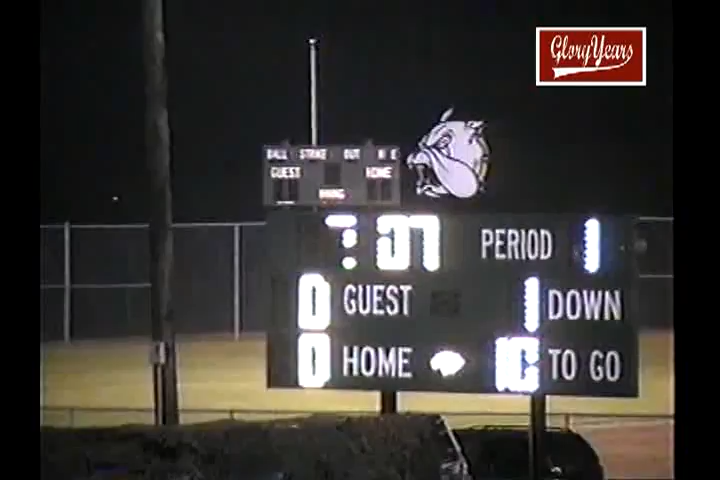 Glory Years
BALL STRIKE OUT H E
GUEST HOME
INNING
7:07 PERIOD 1
0 GUEST 1 DOWN
0 HOME 10 TO GO